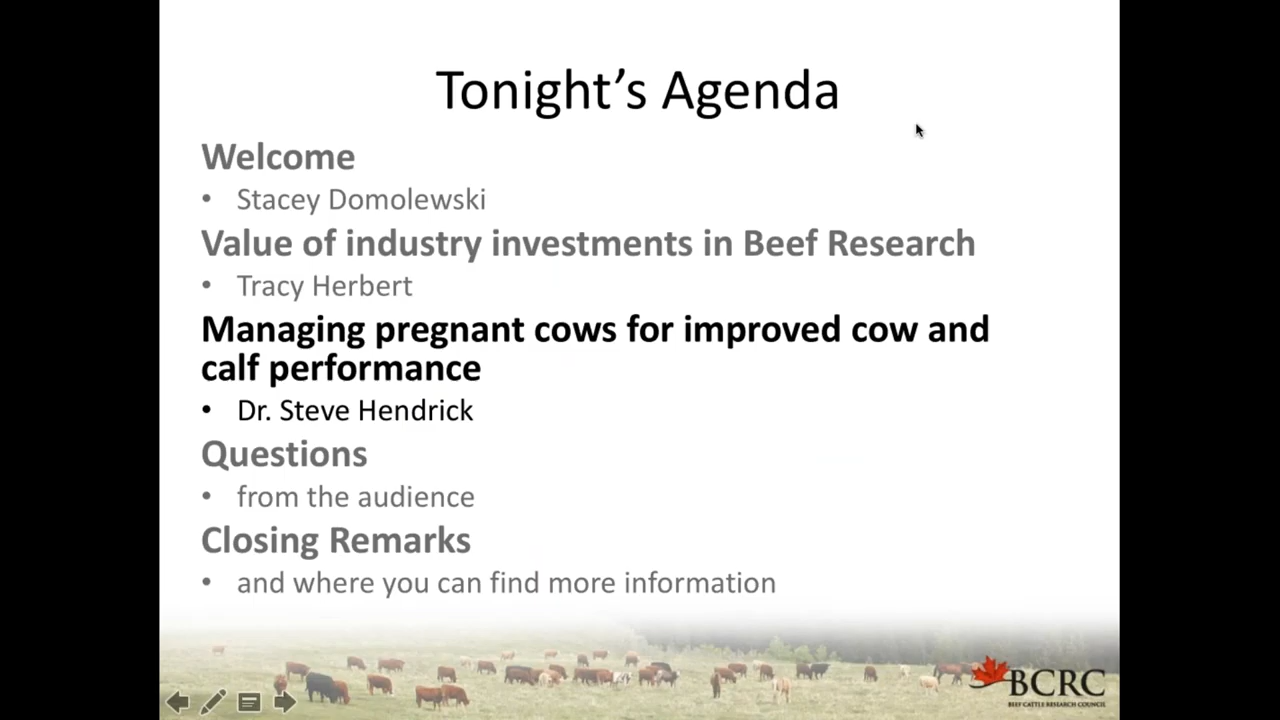 Tonight's Agenda
Welcome
• Stacey Domolewski
Value of industry investments in Beef Research
• Tracy Herbert
Managing pregnant cows for improved cow and
calf performance
• Dr. Steve Hendrick
Questions
• from the audience
Closing Remarks
• and where you can find more information
BCRC
BEEF CATTLE RESEARCH COUNCIL